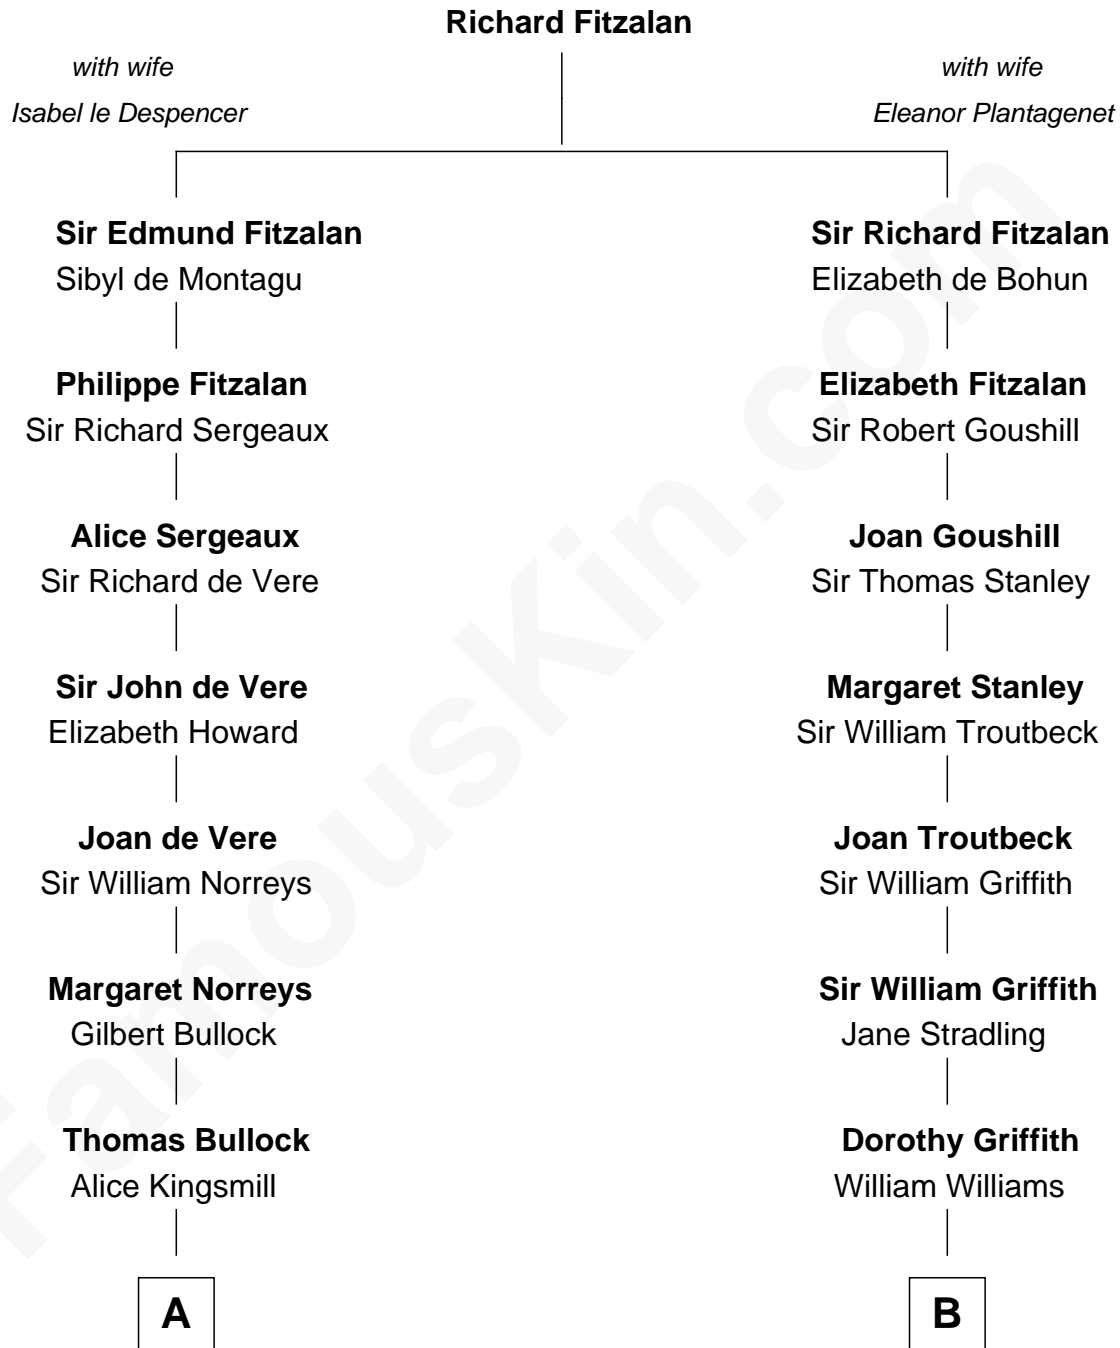 Richard Fitzalan
with wife
Isabel le Despencer
with wife
Eleanor Plantagenet
Sir Edmund Fitzalan
Sibyl de Montagu
Sir Richard Fitzalan
Elizabeth de Bohun
Philippe Fitzalan
Sir Richard Sergeaux
Elizabeth Fitzalan
Sir Robert Goushill
Alice Sergeaux
Sir Richard de Vere
Joan Goushill
Sir Thomas Stanley
Sir John de Vere
Elizabeth Howard
Margaret Stanley
Sir William Troutbeck
Joan de Vere
Sir William Norreys
Joan Troutbeck
Sir William Griffith
Margaret Norreys
Gilbert Bullock
Sir William Griffith
Jane Stradling
Thomas Bullock
Alice Kingsmill
Dorothy Griffith
William Williams
A
B
FamousKin.com